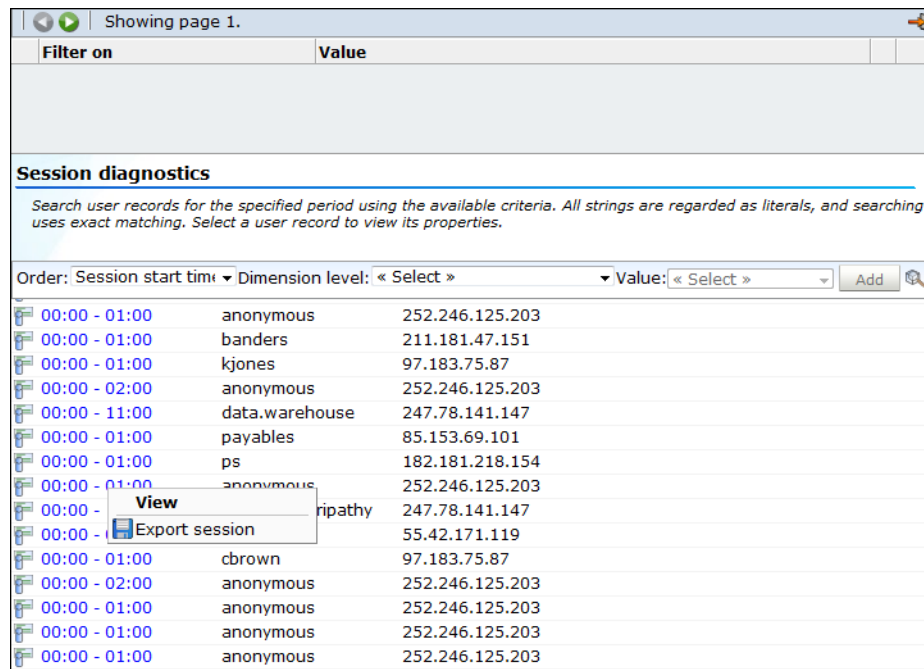 Showing page 1.
Filter on Value
Session diagnostics
Search user records for the specified period using the available criteria. All strings are regarded as literals, and searching
uses exact matching. Select a user record to view its properties.
Order: Session start time Dimension level: « Select » Value: « Select » Add
00:00 - 01:00 anonymous 252.246.125.203
00:00 - 01:00 banders 211.181.47.151
00:00 - 01:00 kjones 97.183.75.87
00:00 - 02:00 anonymous 252.246.125.203
00:00 - 11:00 data.warehouse 247.78.141.147
00:00 - 01:00 payables 85.153.69.101
00:00 - 01:00 ps 182.181.218.154
00:00 - 01:00 anonymous 252.246.125.203
00:00 - View ripathy 247.78.141.147
00:00 - Export session 55.42.171.119
00:00 - 01:00 cbrown 97.183.75.87
00:00 - 02:00 anonymous 252.246.125.203
00:00 - 01:00 anonymous 252.246.125.203
00:00 - 01:00 anonymous 252.246.125.203
00:00 - 01:00 anonymous 252.246.125.203